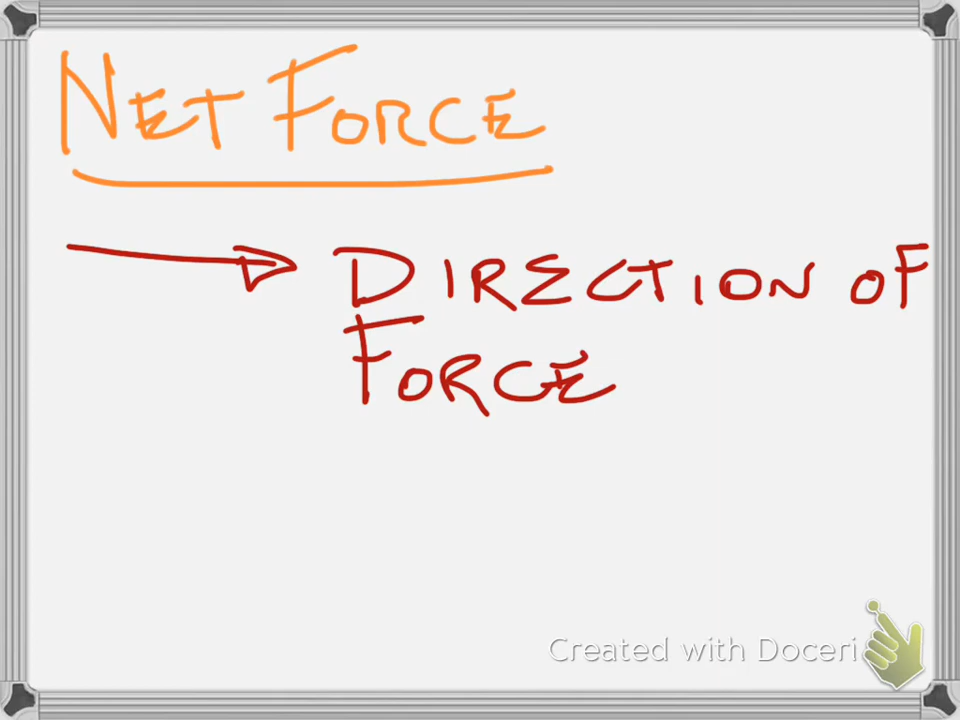 NET FORCE
DIRECTION OF
FORCE
Created with Doceri